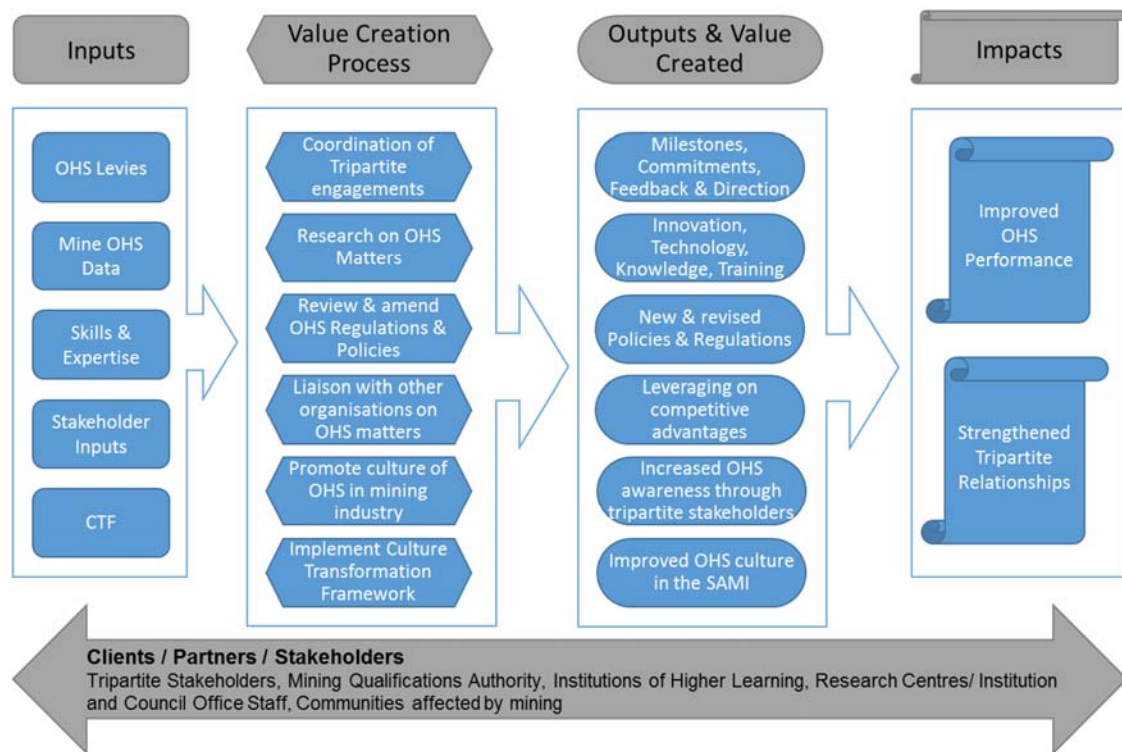 Inputs
OHS Levies
Mine OHS
Data
Skills &
Expertise
Stakeholder
Inputs
CTF
Value Creation
Process
Coordination of
Tripartite
engagements
Research on OHS
Matters
Review & amend
OHS Regulations &
Policies
Liaison with other
organisations on
OHS matters
Promote culture of
OHS in mining
industry
Implement Culture
Transformation
Framework
Outputs & Value
Created
Milestones,
Commitments,
Feedback & Direction
Innovation,
Technology,
Knowledge, Training
New & revised
Policies & Regulations
Leveraging on
competitive
advantages
Increased OHS
awareness through
tripartite stakeholders
Improved OHS culture
in the SAMI
Impacts
Improved
OHS
Performance
Strengthened
Tripartite
Relationships
Clients / Partners / Stakeholders
Tripartite Stakeholders, Mining Qualifications Authority, Institutions of Higher Learning, Research Centres/ Institution
and Council Office Staff, Communities affected by mining